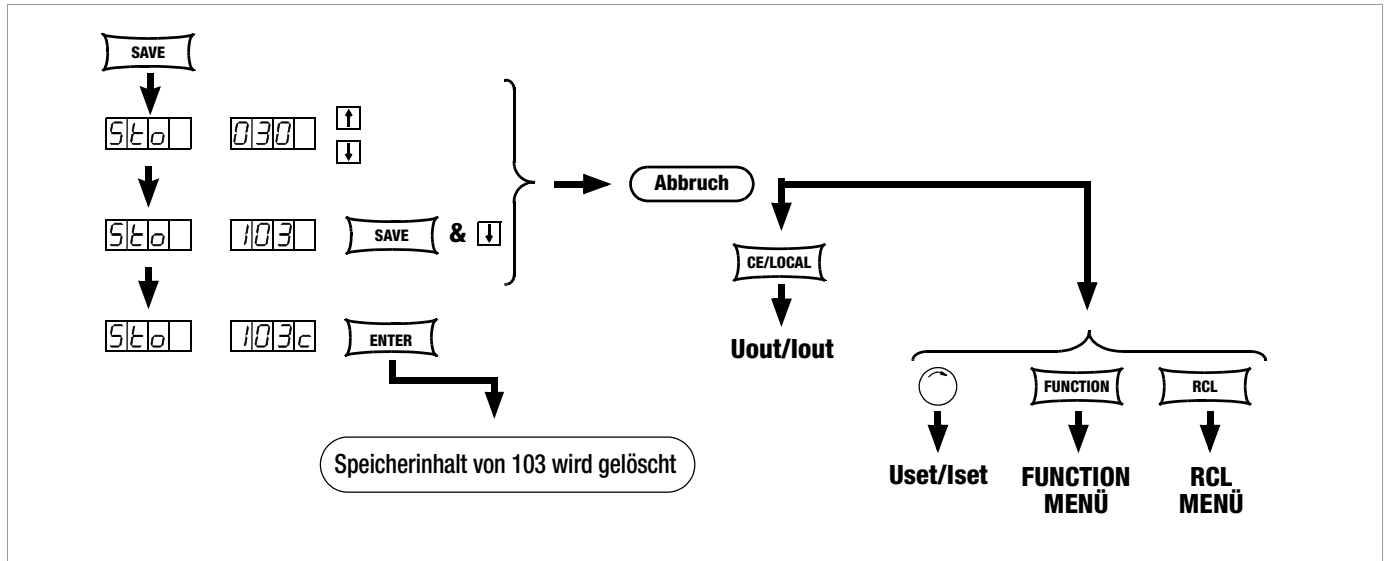 SAVE
Sto 030 ↑
↓
Abbruch
Sto 103 SAVE & ↓
CE/LOCAL
Sto 103c ENTER
Uout/Iout
FUNCTION RCL
Speicherinhalt von 103 wird gelöscht
Uset/Iset FUNCTION MENÜ RCL MENÜ